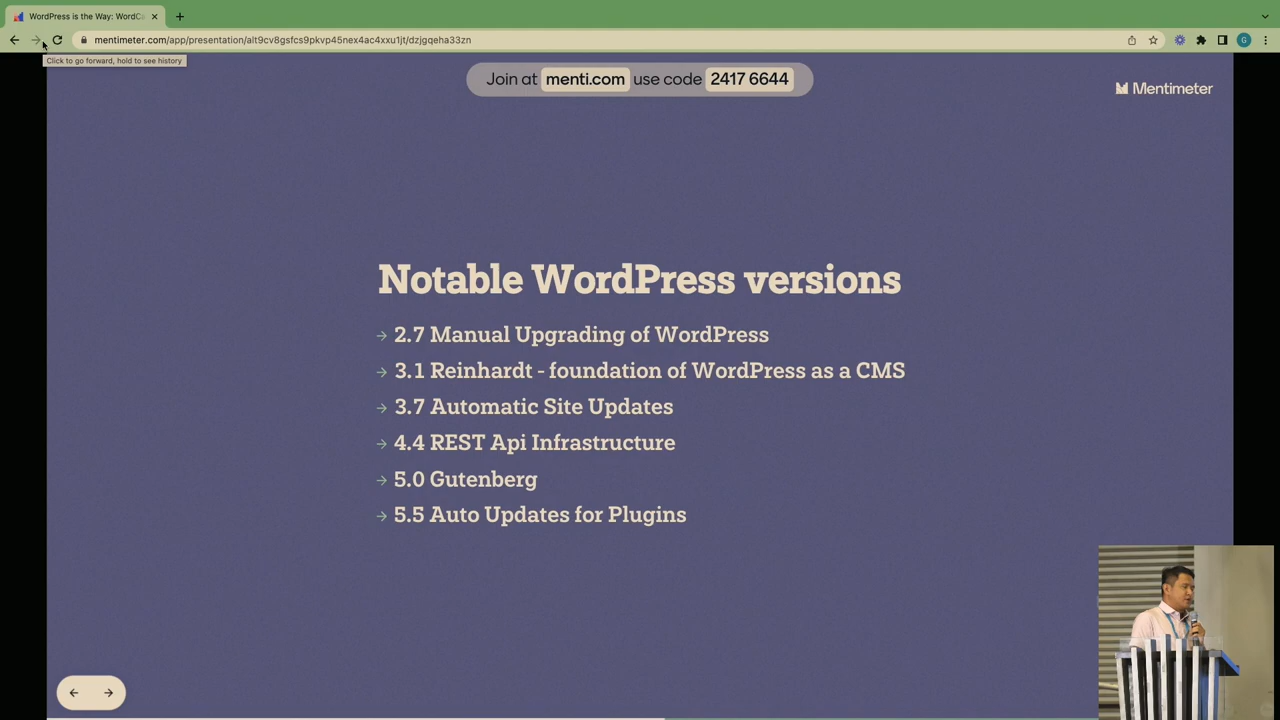 WordPress is the Way: WordC
mentimeter.com/app/presentation/alt9cv8gsfcs9pkvp45nex4ac4xxu1jt/dzjgqeha33zn
G
Click to go forward, hold to see history
Join at menti.com use code 2417 6644
Mentimeter
Notable WordPress versions
→ 2.7 Manual Upgrading of WordPress
→ 3.1 Reinhardt - foundation of WordPress as a CMS
→ 3.7 Automatic Site Updates
→ 4.4 REST Api Infrastructure
→ 5.0 Gutenberg
→ 5.5 Auto Updates for Plugins